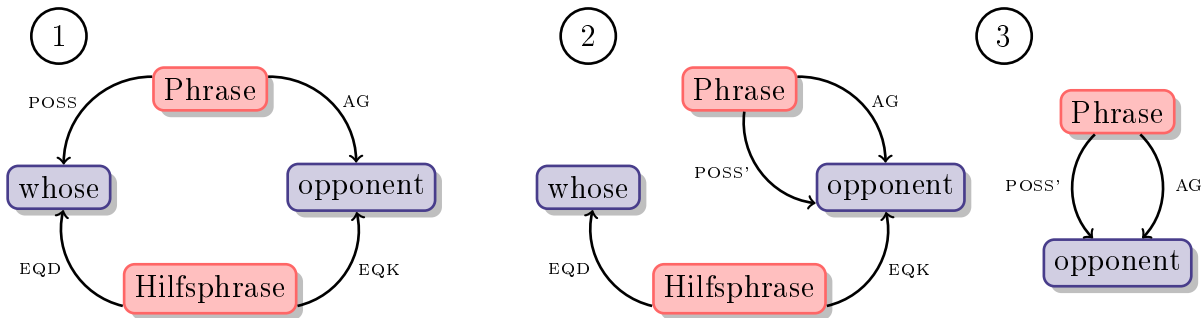 1
Phrase
POSS
AG
whose
opponent
EQD
EQK
Hilfsphrase
2
Phrase
AG
POSS'
whose
opponent
EQD
EQK
Hilfsphrase
3
Phrase
POSS'
AG
opponent